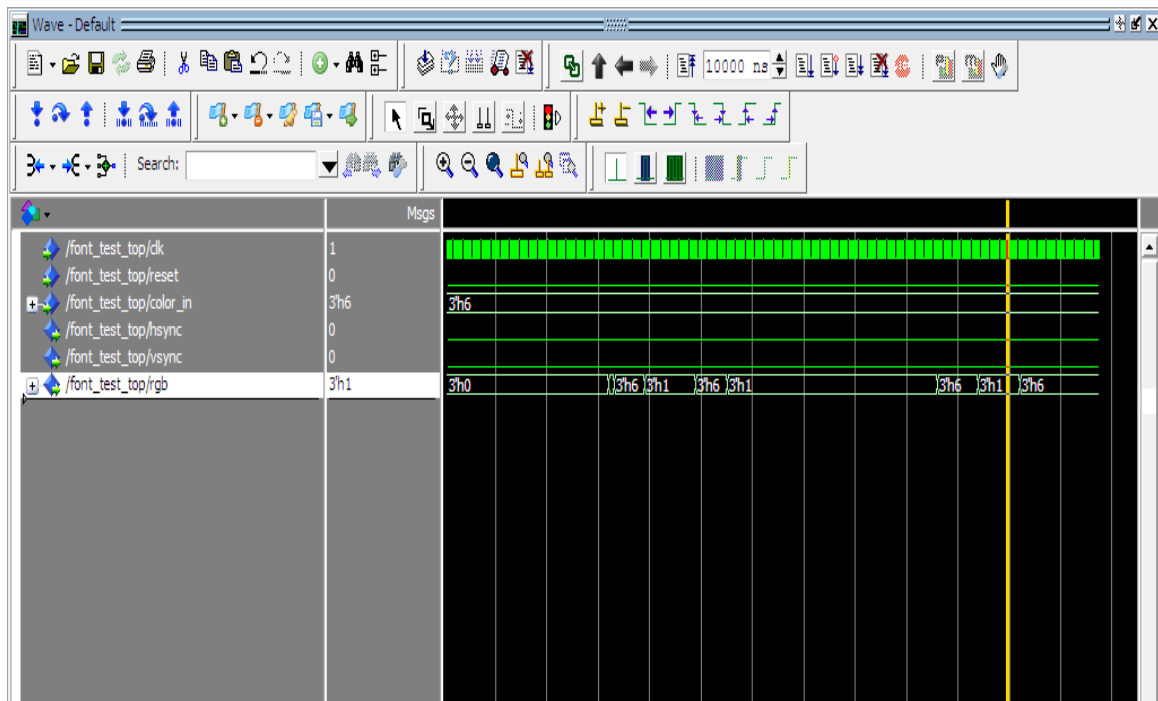 Wave - Default
10000 ns
Search:
Msgs
/font_test_top/clk 1
/font_test_top/reset 0
/font_test_top/color_in 3'h6 3'h6
/font_test_top/hsync 0
/font_test_top/vsync 0
/font_test_top/rgb 3'h1 3'h0 3'h6 3'h1 3'h6 3'h1 3'h6 3'h1 3'h6